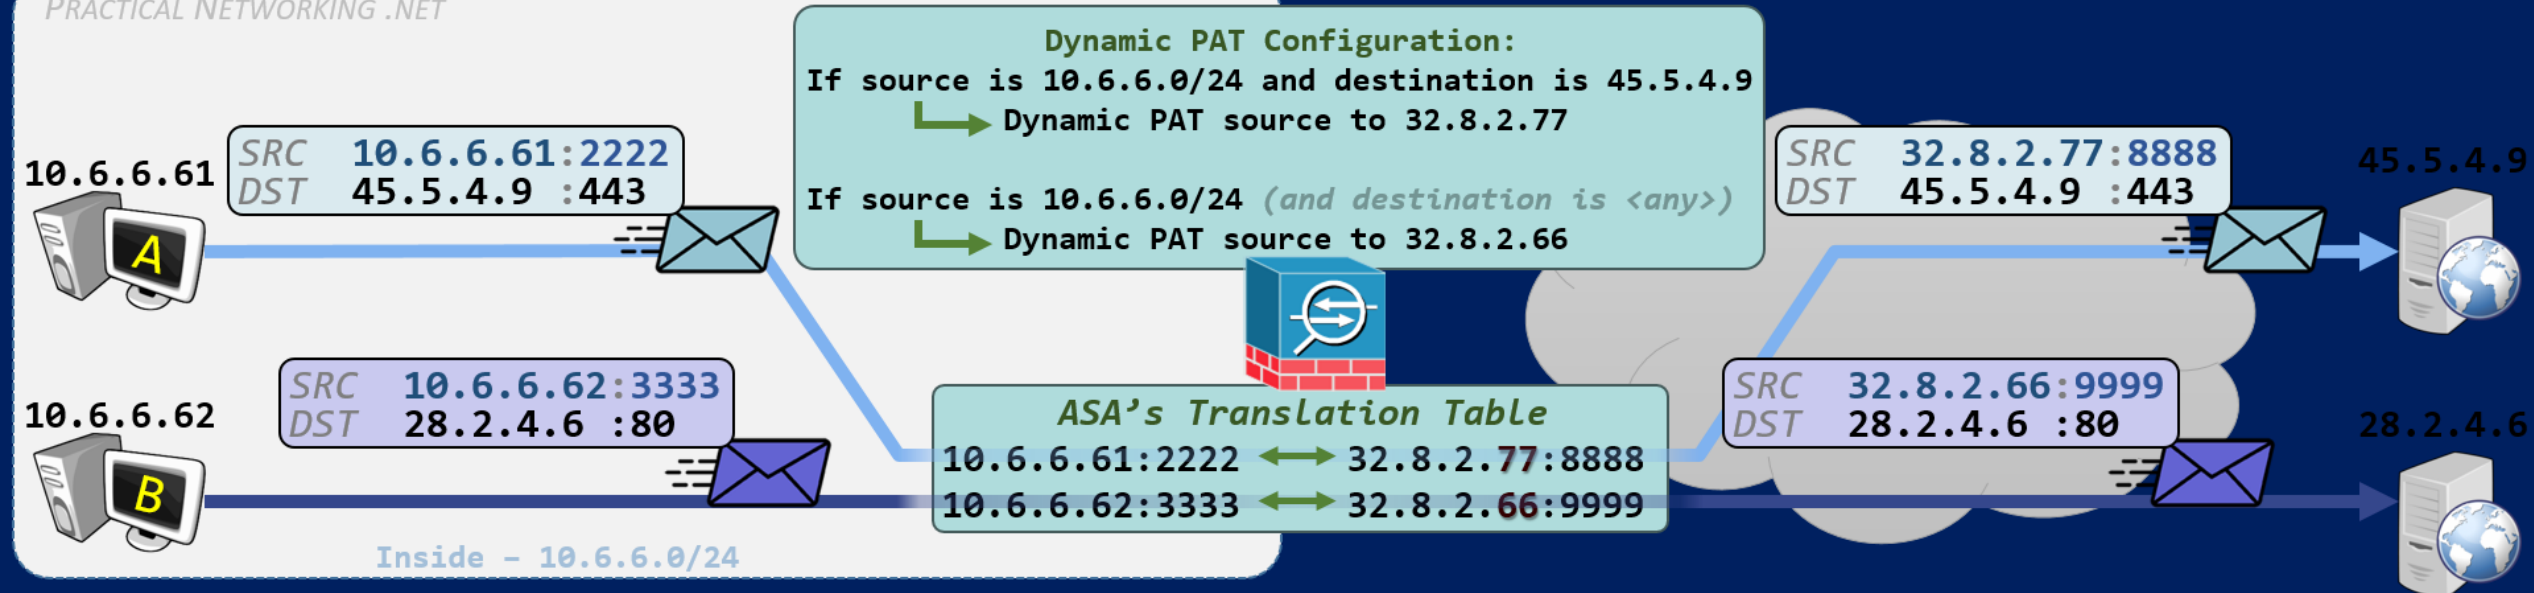 PRACTICAL NETWORKING .NET
Dynamic PAT Configuration:
If source is 10.6.6.0/24 and destination is 45.5.4.9
Dynamic PAT source to 32.8.2.77
If source is 10.6.6.0/24 (and destination is <any>)
Dynamic PAT source to 32.8.2.66
10.6.6.61
A
SRC 10.6.6.61:2222
DST 45.5.4.9 :443
SRC 32.8.2.77:8888
DST 45.5.4.9 :443
45.5.4.9
10.6.6.62
B
SRC 10.6.6.62:3333
DST 28.2.4.6 :80
ASA’s Translation Table
10.6.6.61:2222 32.8.2.77:8888
10.6.6.62:3333 32.8.2.66:9999
SRC 32.8.2.66:9999
DST 28.2.4.6 :80
28.2.4.6
Inside – 10.6.6.0/24